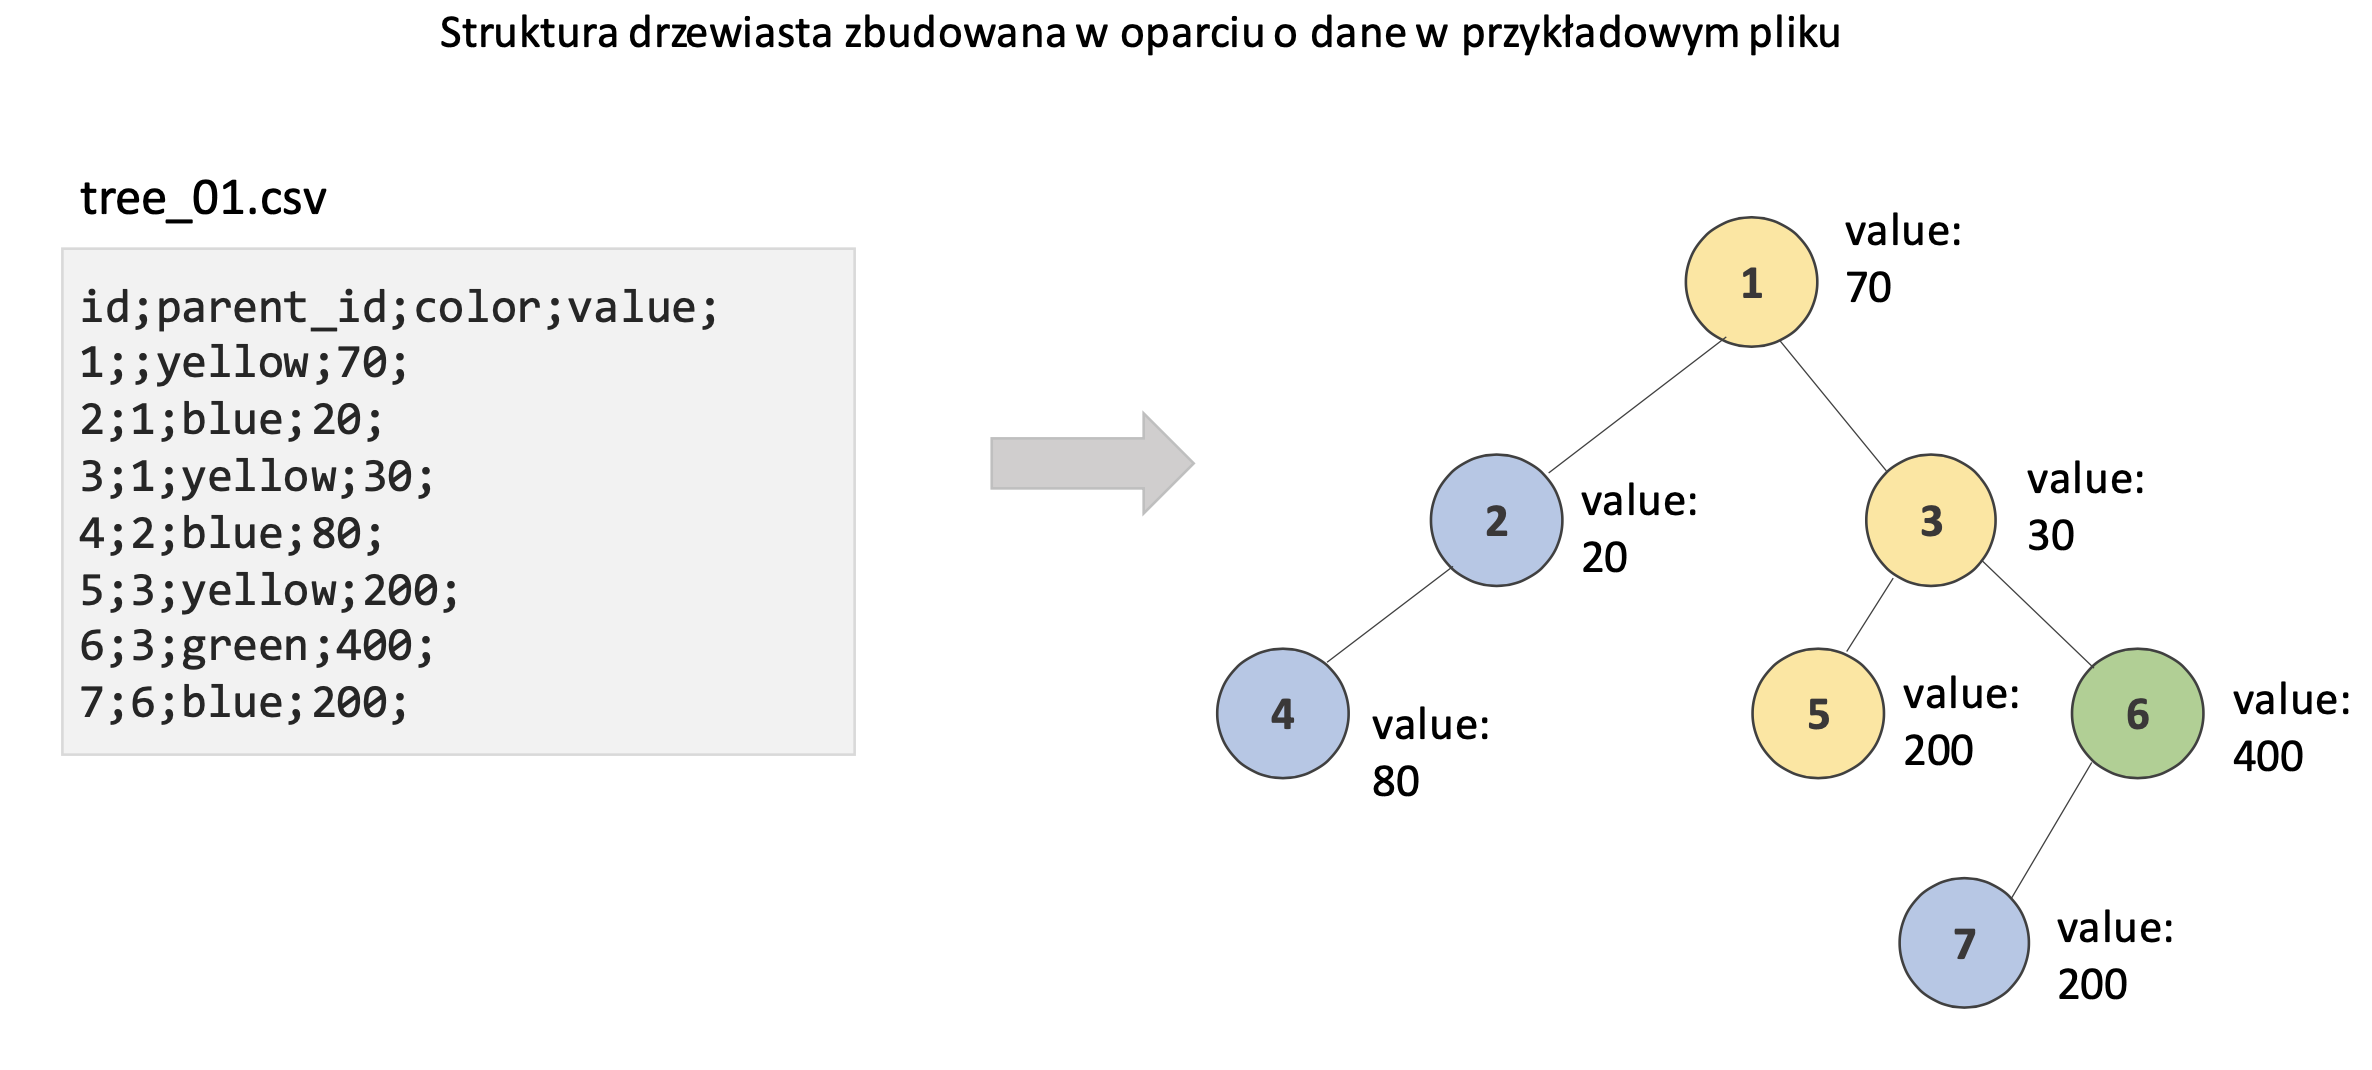 Struktura drzewiasta zbudowana w oparciu o dane w przykładowym pliku
tree_01.csv
id;parent_id;color;value;
1;;yellow;70;
2;1;blue;20;
3;1;yellow;30;
4;2;blue;80;
5;3;yellow;200;
6;3;green;400;
7;6;blue;200;
1
value:
70
2
value:
20
3
value:
30
4
value:
80
5
value:
200
6
value:
400
7
value:
200